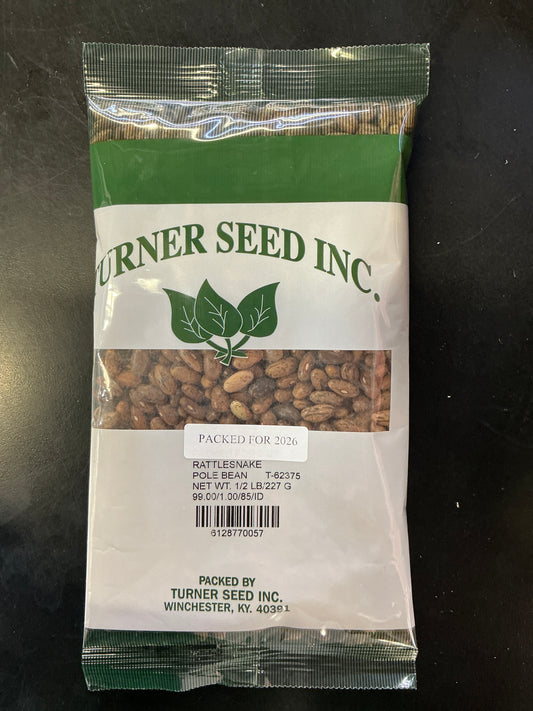 TURNER SEED INC.
PACKED FOR 2026
RATTLESNAKE
POLE BEAN T-62375
NET WT. 1/2 LB/227 G
99.00/1.00/85/ID
6128770057
PACKED BY
TURNER SEED INC.
WINCHESTER, KY. 40391